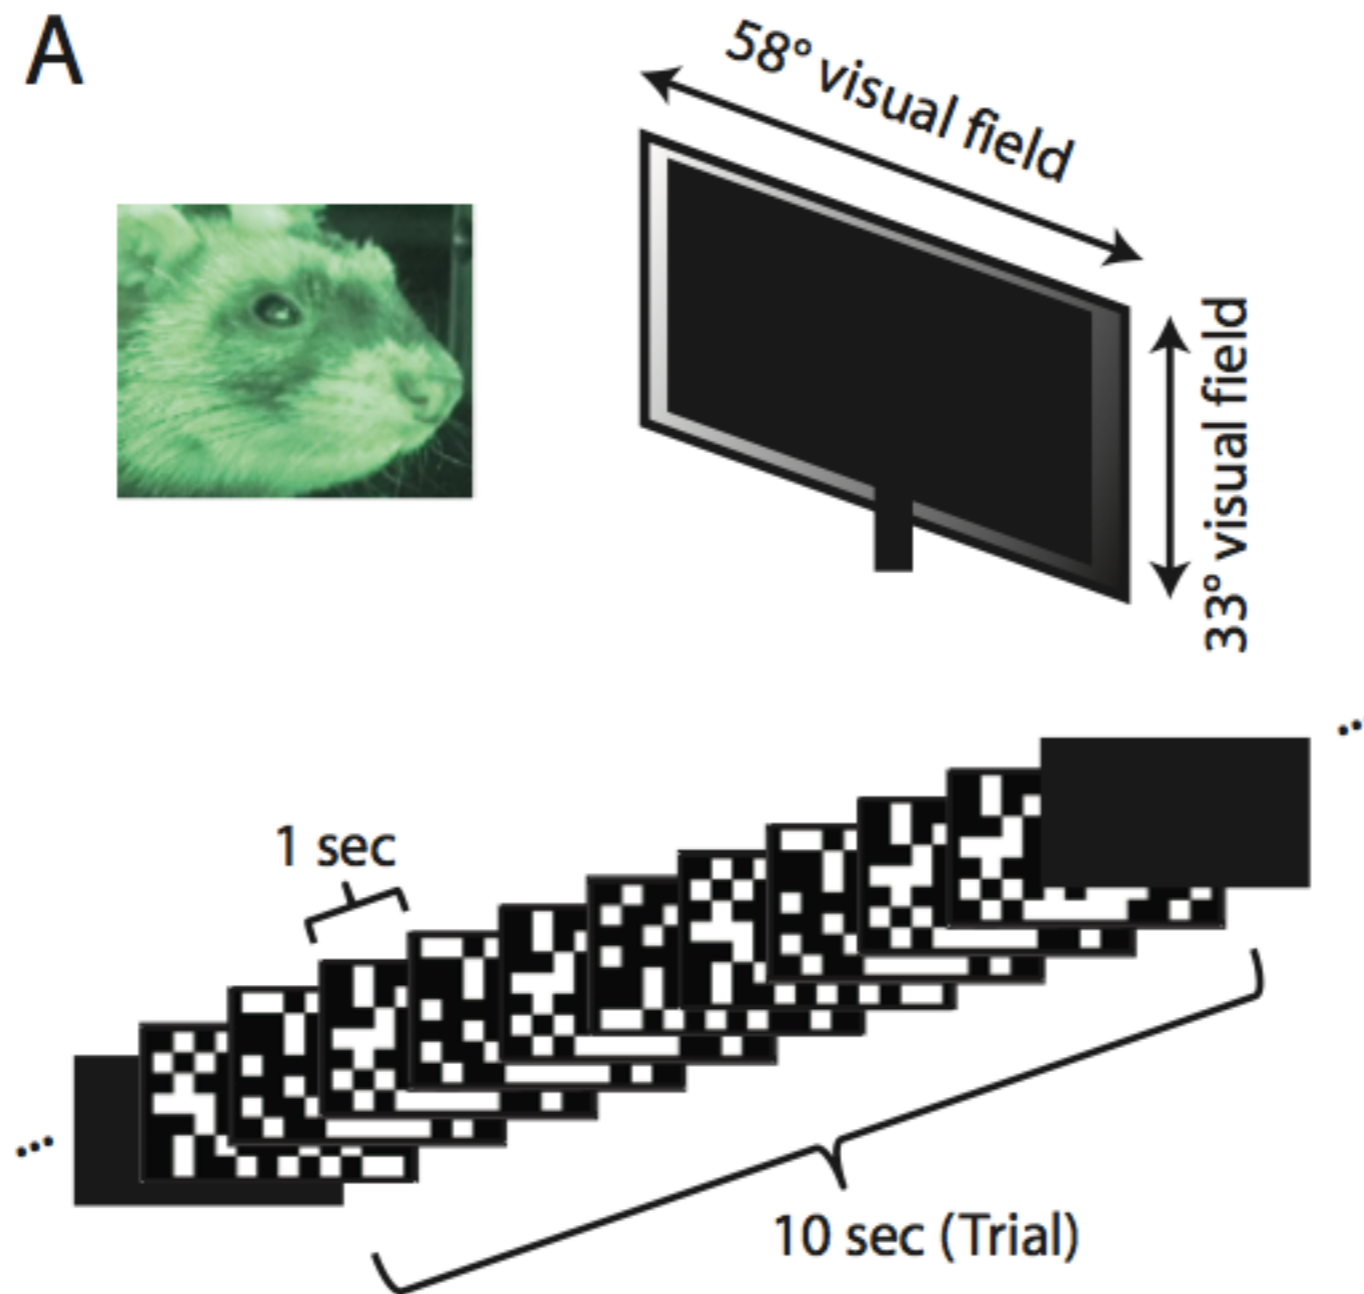 A
58° visual field
33° visual field
...
1 sec
...
10 sec (Trial)